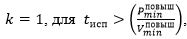 k = 1, для t_исп > (P_min^повыш / V_min^повыш),